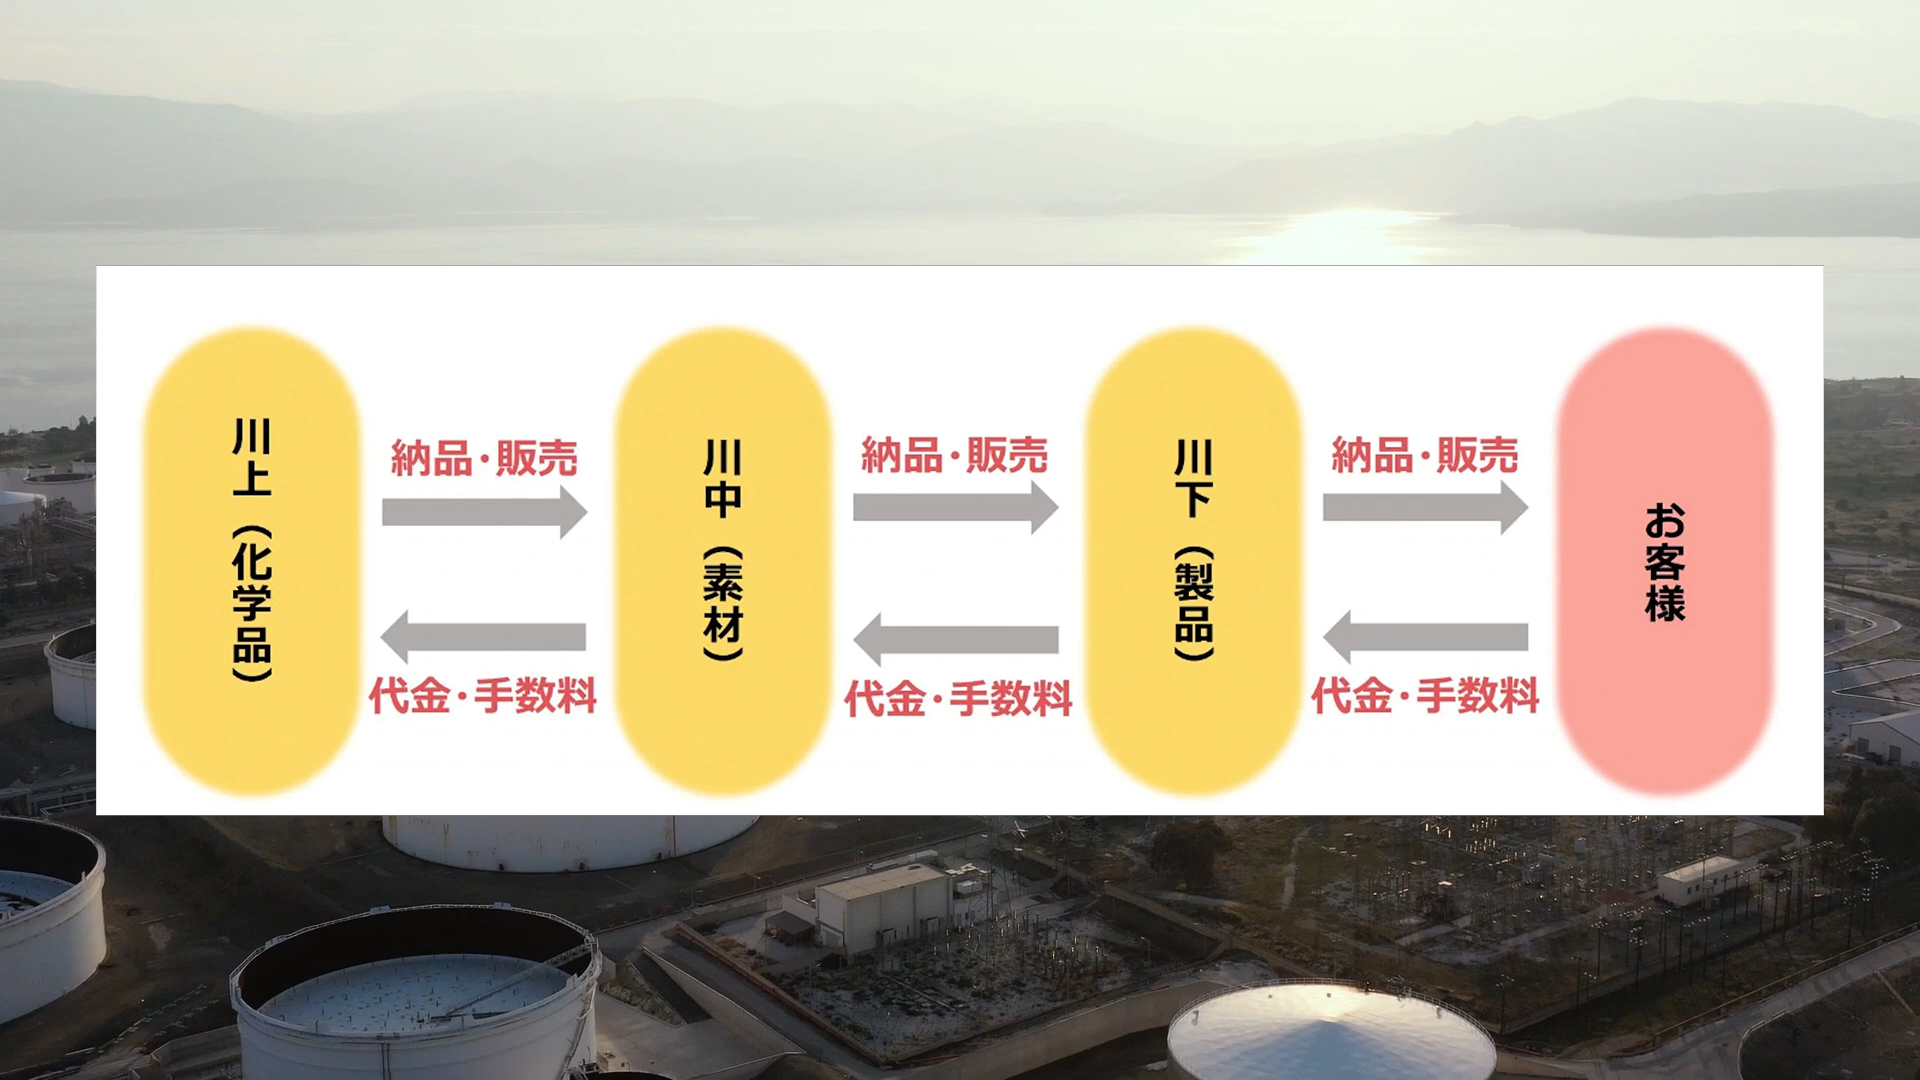 川上（化学品）
納品・販売
代金・手数料
川中（素材）
納品・販売
代金・手数料
川下（製品）
納品・販売
代金・手数料
お客様